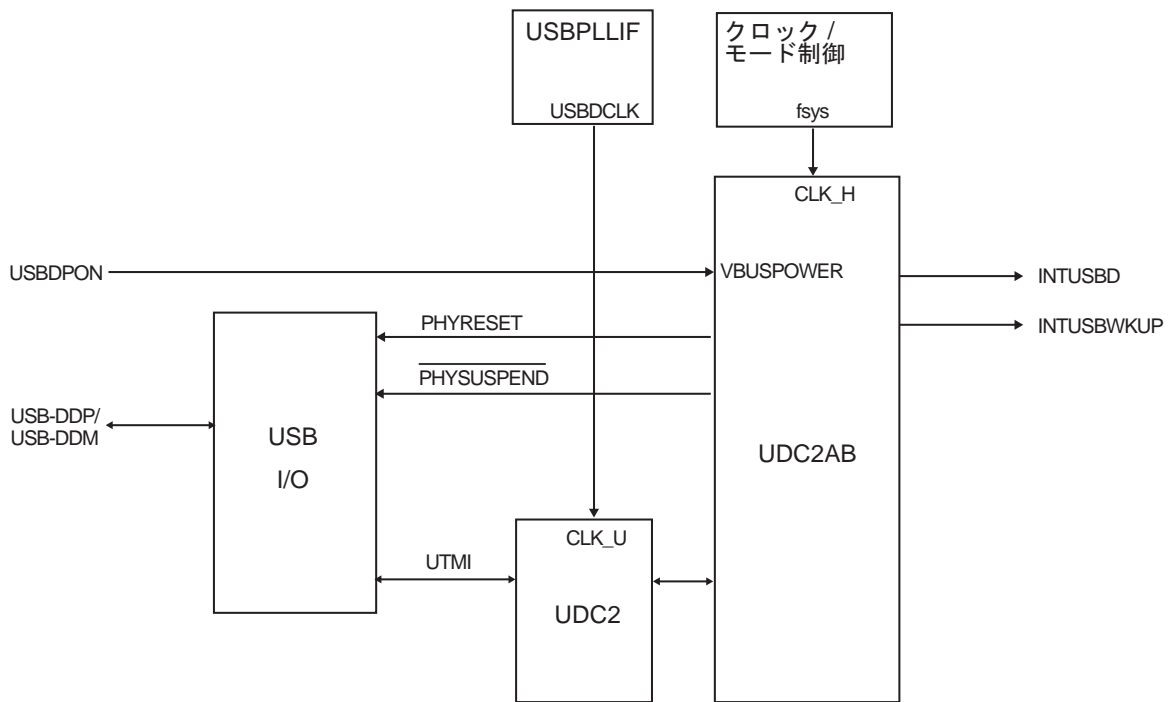 USBPLLIF
USBDCLK
クロック /
モード制御
fsys
CLK_H
USBDPON
VBUSPOWER
INTUSBD
PHYRESET
INTUSBWKUP
PHYSUSPEND
USB-DDP/
USB-DDM
USB
I/O
UDC2AB
CLK_U
UTMI
UDC2